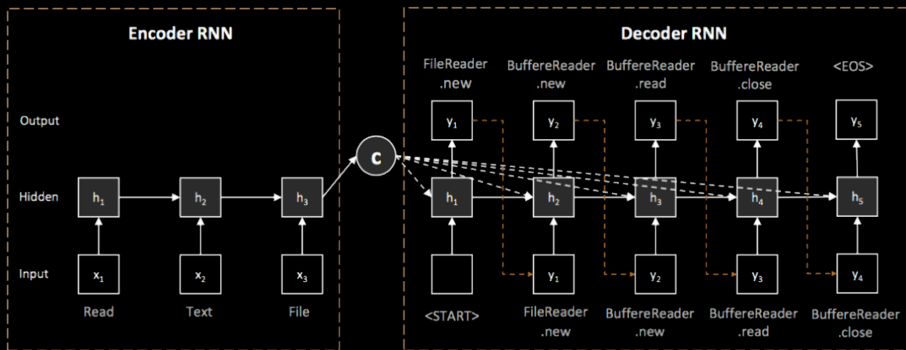 Encoder RNN
Decoder RNN
FileReader
.new
BuffereReader
.new
BuffereReader
.read
BuffereReader
.close
<EOS>
Output
y1
y2
y3
y4
y5
c
Hidden
h1
h2
h3
h1
h2
h3
h4
h5
Input
x1
x2
x3
y1
y2
y3
y4
Read
Text
File
<START>
FileReader
.new
BuffereReader
.new
BuffereReader
.read
BuffereReader
.close